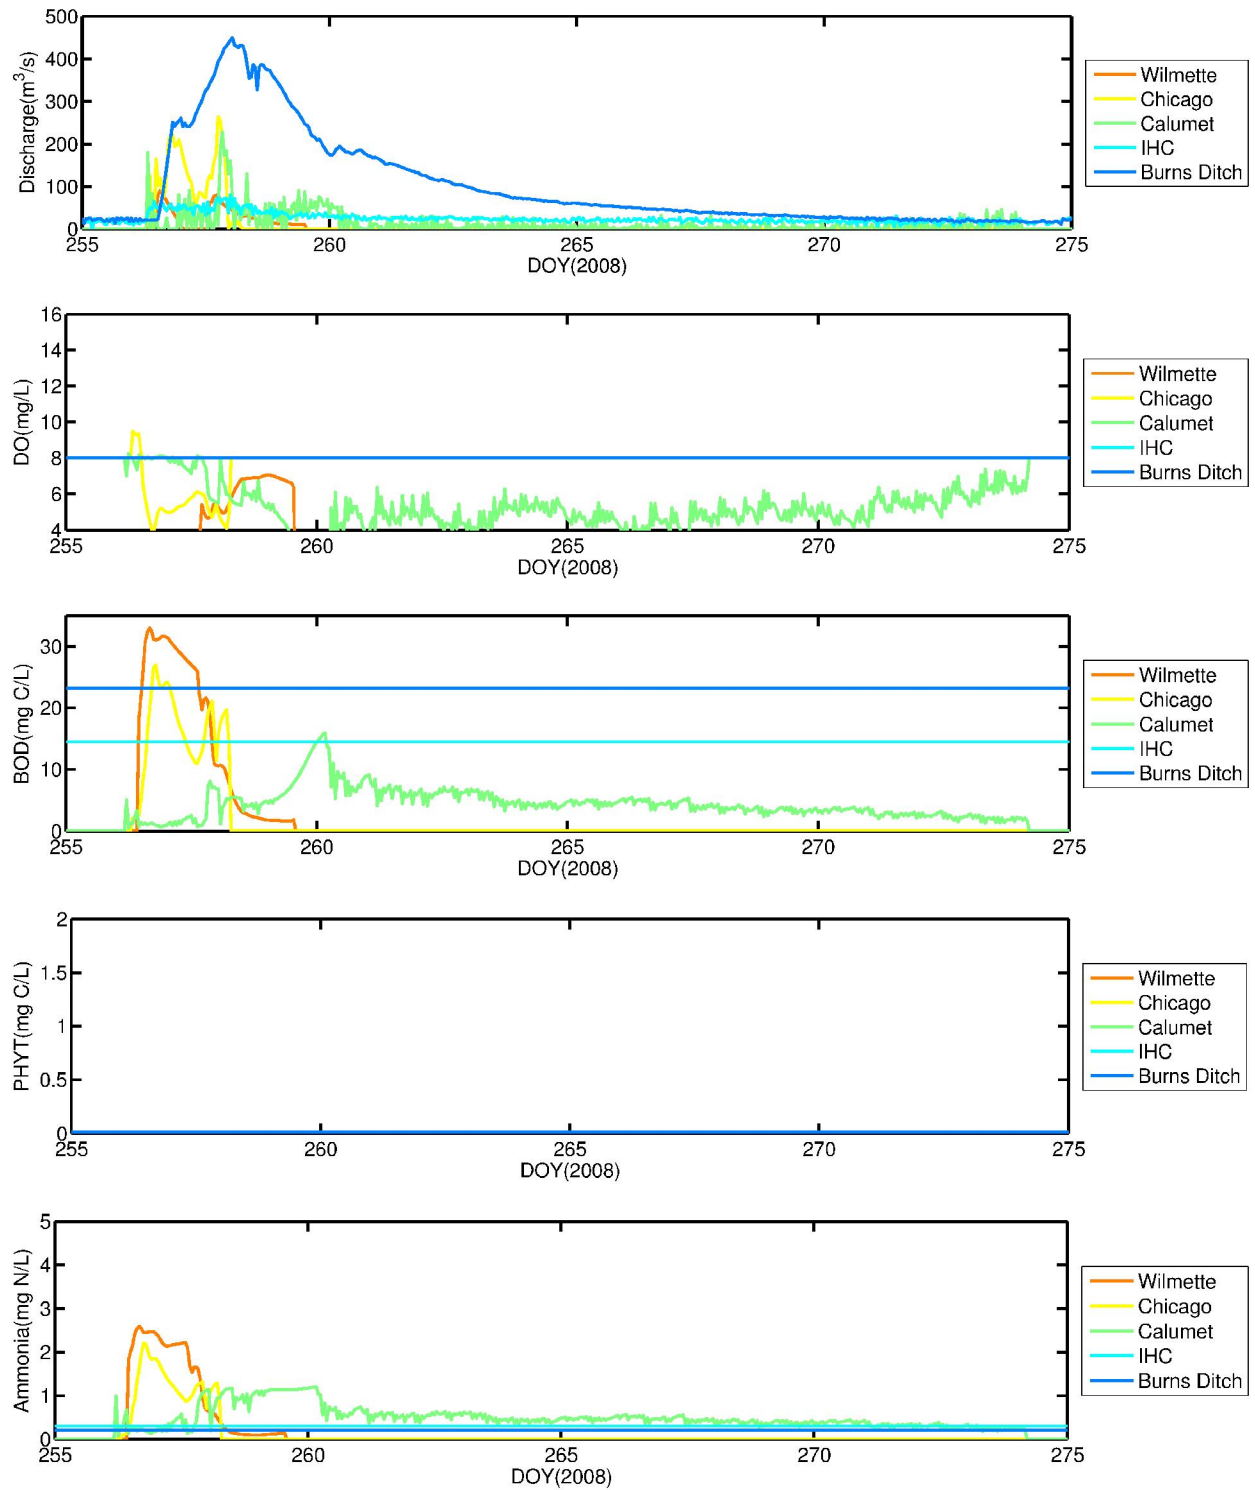 Discharge(m³/s)
500
400
300
200
100
0
255
260
265
270
275
DOY(2008)
Wilmette
Chicago
Calumet
IHC
Burns Ditch
DO(mg/L)
16
14
12
10
8
6
4
255
260
265
270
275
DOY(2008)
Wilmette
Chicago
Calumet
IHC
Burns Ditch
BOD(mg C/L)
30
20
10
0
255
260
265
270
275
DOY(2008)
Wilmette
Chicago
Calumet
IHC
Burns Ditch
PHYT(mg C/L)
2
1.5
1
0.5
0
255
260
265
270
275
DOY(2008)
Wilmette
Chicago
Calumet
IHC
Burns Ditch
Ammonia(mg N/L)
5
4
3
2
1
0
255
260
265
270
275
DOY(2008)
Wilmette
Chicago
Calumet
IHC
Burns Ditch